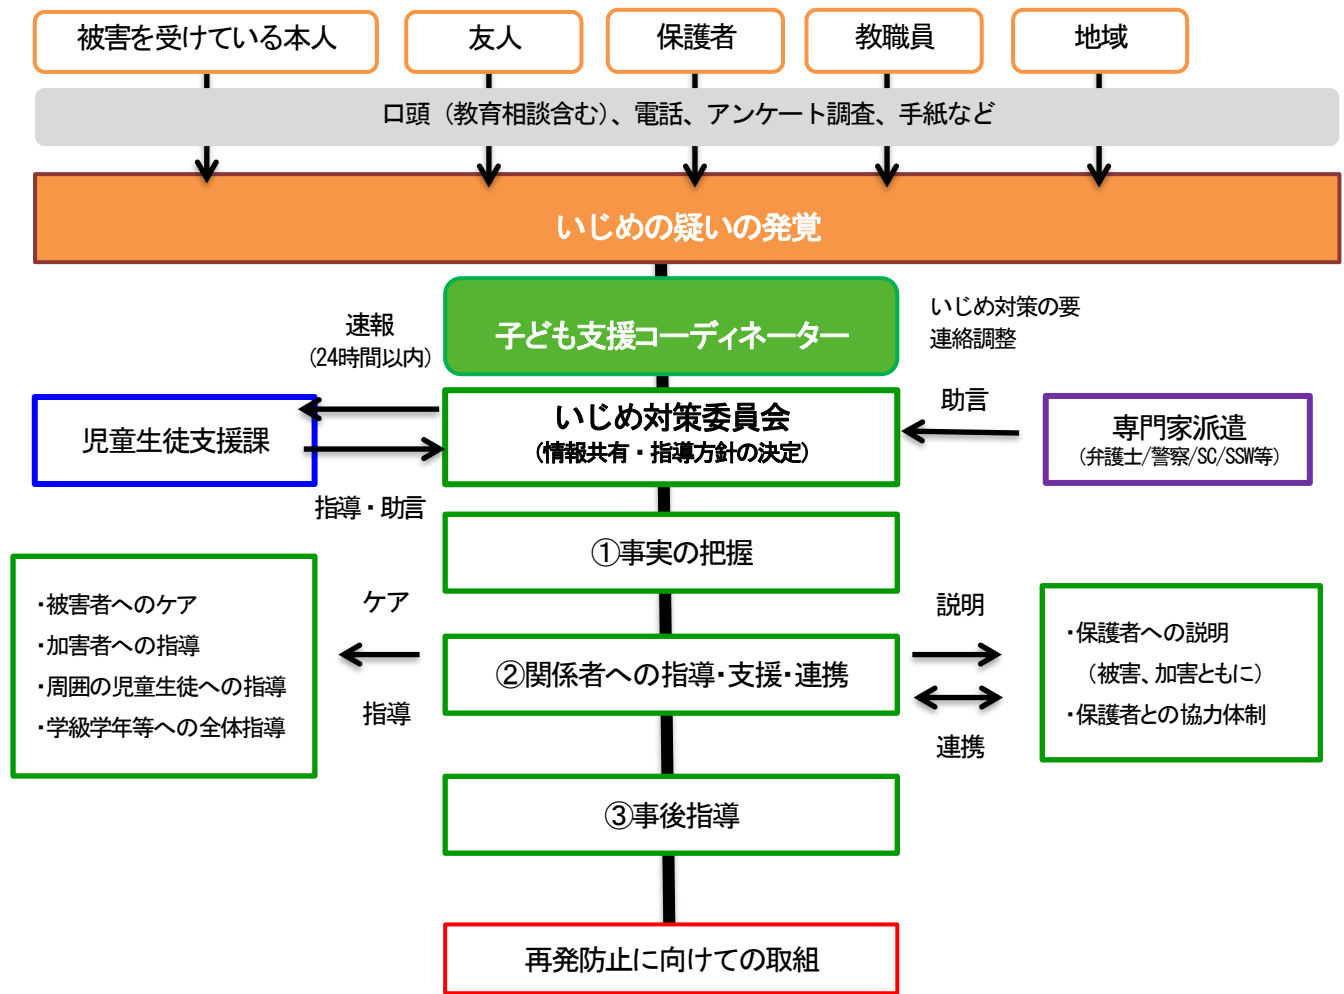 被害を受けている本人
友人
保護者
教職員
地域
口頭（教育相談含む）、電話、アンケート調査、手紙など
いじめの疑いの発覚
子ども支援コーディネーター
いじめ対策の要
連絡調整
速報
（24時間以内）
児童生徒支援課
いじめ対策委員会
（情報共有・指導方針の決定）
助言
専門家派遣
（弁護士/警察/SC/SSW等）
指導・助言
①事実の把握
・被害者へのケア
・加害者への指導
・周囲の児童生徒への指導
・学級学年等への全体指導
ケア
指導
②関係者への指導・支援・連携
説明
連携
・保護者への説明
（被害、加害ともに）
・保護者との協力体制
③事後指導
再発防止に向けての取組